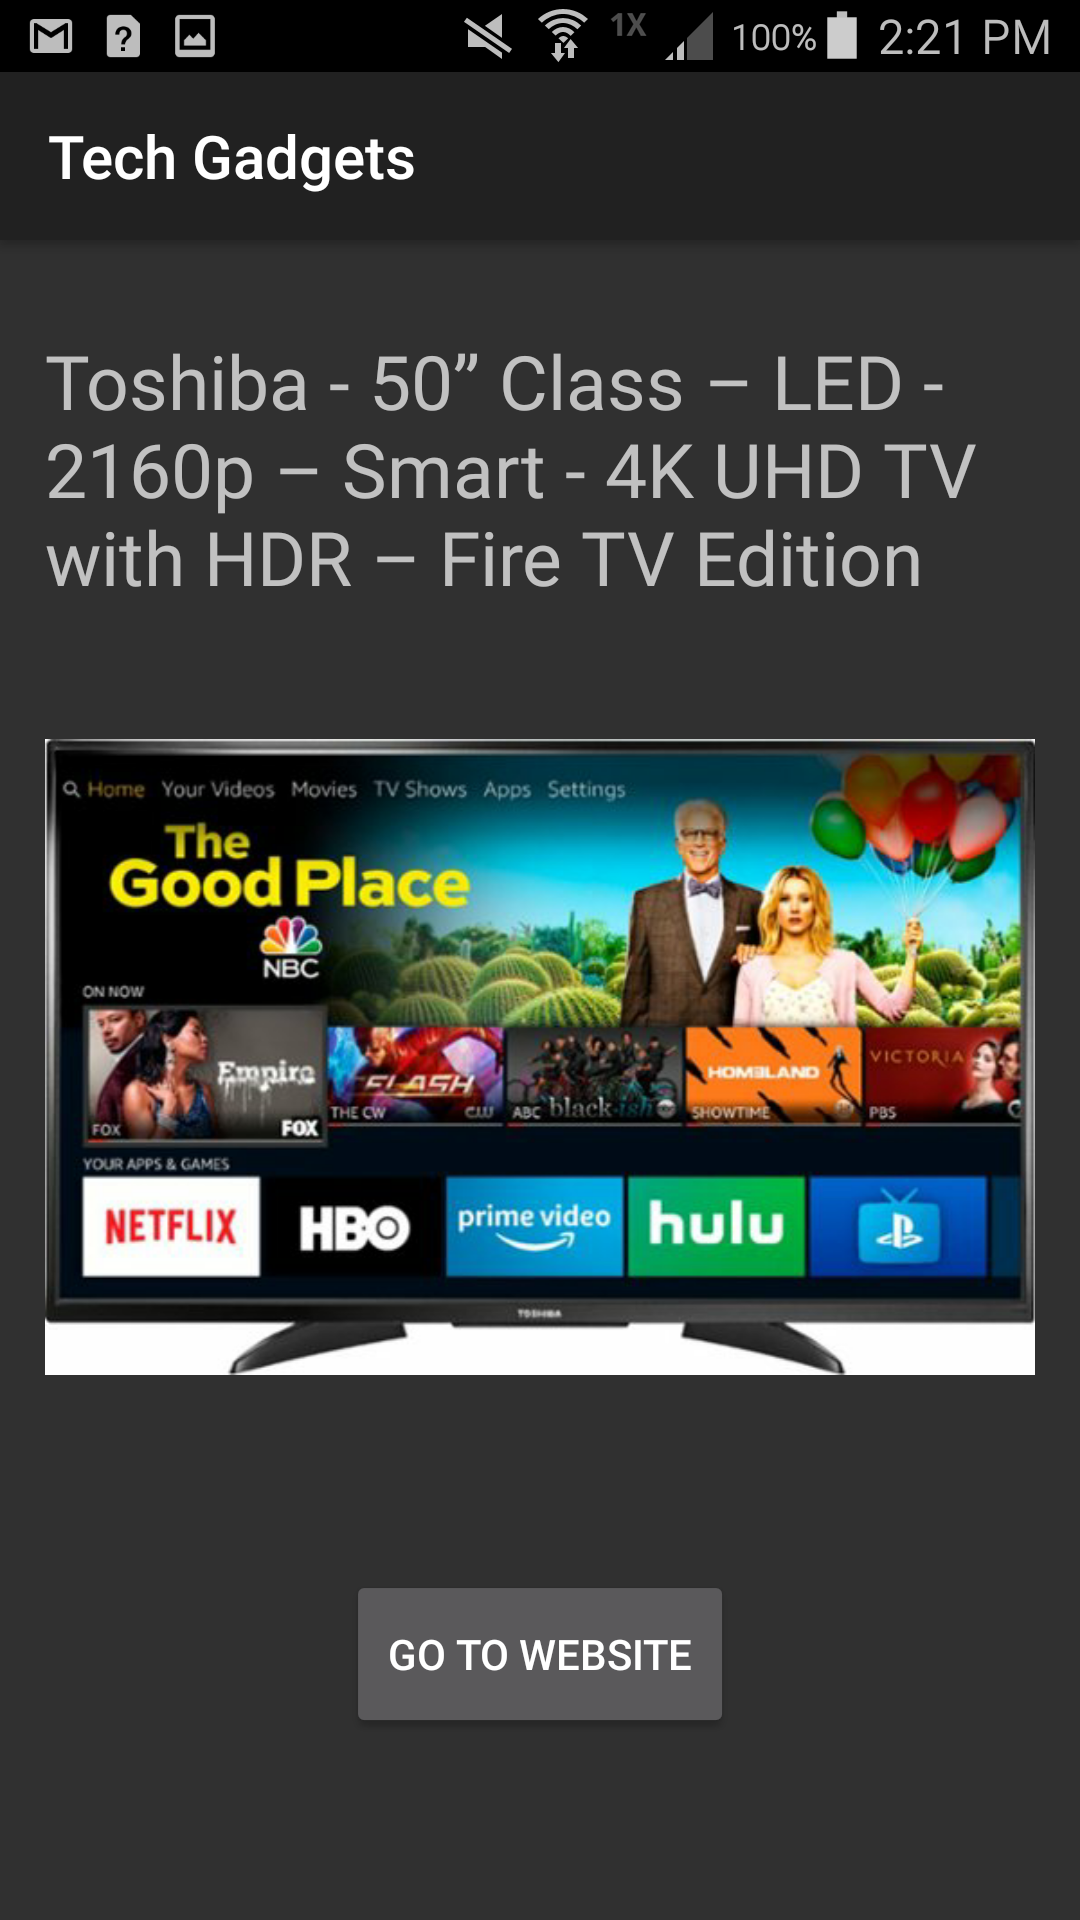 1X 100% 2:21 PM
Tech Gadgets
Toshiba - 50” Class – LED -
2160p – Smart - 4K UHD TV
with HDR – Fire TV Edition
Home Your Videos Movies TV Shows Apps Settings
The
Good Place
NBC
ON NOW
Empire
FOX FOX
FLASH
THE CW CW
ABC black-ish
HOMELAND
SHOWTIME
VICTORIA
PBS
YOUR APPS & GAMES
NETFLIX HBO prime video hulu
TOSHIBA
GO TO WEBSITE